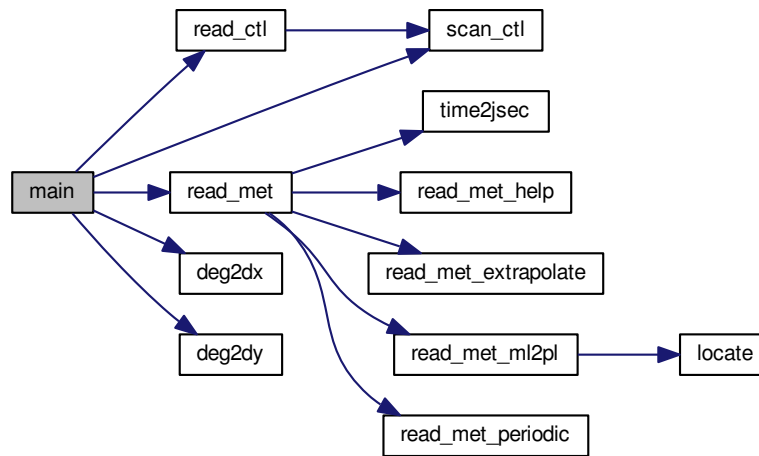 read_ctl
scan_ctl
time2jsec
main
read_met
read_met_help
deg2dx
read_met_extrapolate
deg2dy
read_met_ml2pl
locate
read_met_periodic